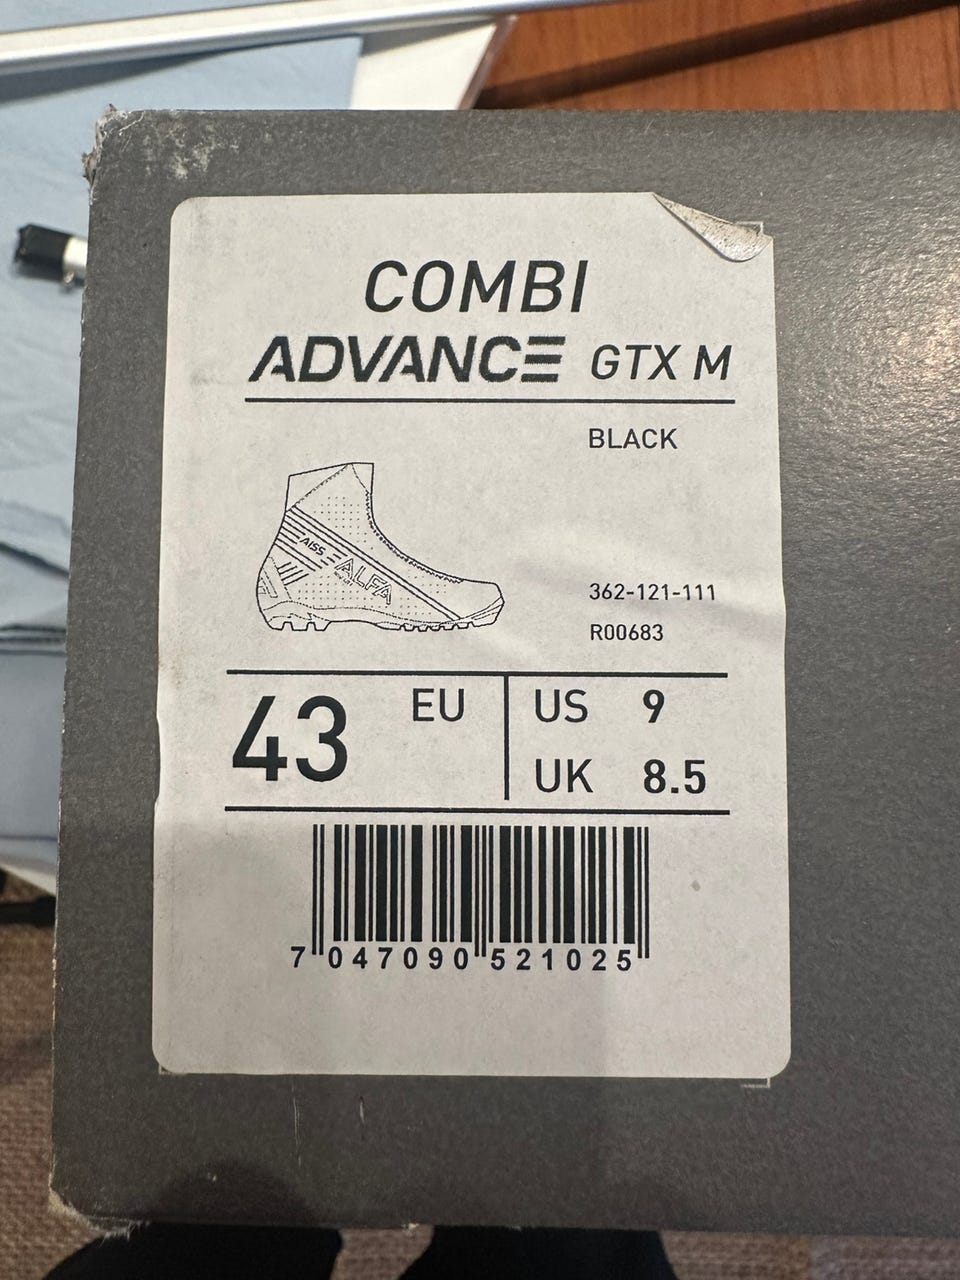 COMBI
ADVANCE GTX M
BLACK
AISS
ALFA
362-121-111
R00683
43 EU
US 9
UK 8.5
7 047090 521025